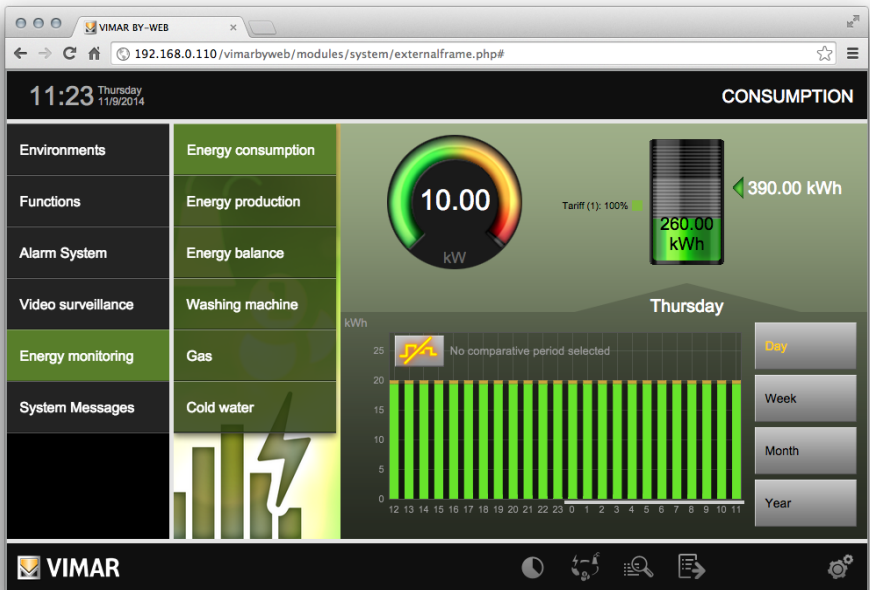 VIMAR BY-WEB
192.168.0.110/vimarbyweb/modules/system/externalframe.php#
11:23 Thursday
11/9/2014
CONSUMPTION
Environments
Functions
Alarm System
Video surveillance
Energy monitoring
System Messages
Energy consumption
Energy production
Energy balance
Washing machine
Gas
Cold water
10.00
kW
Tariff (1): 100%
260.00
kWh
390.00 kWh
Thursday
kWh
No comparative period selected
25
20
15
10
5
0
12 13 14 15 16 17 18 19 20 21 22 23 0 1 2 3 4 5 6 7 8 9 10 11
Day
Week
Month
Year
VIMAR